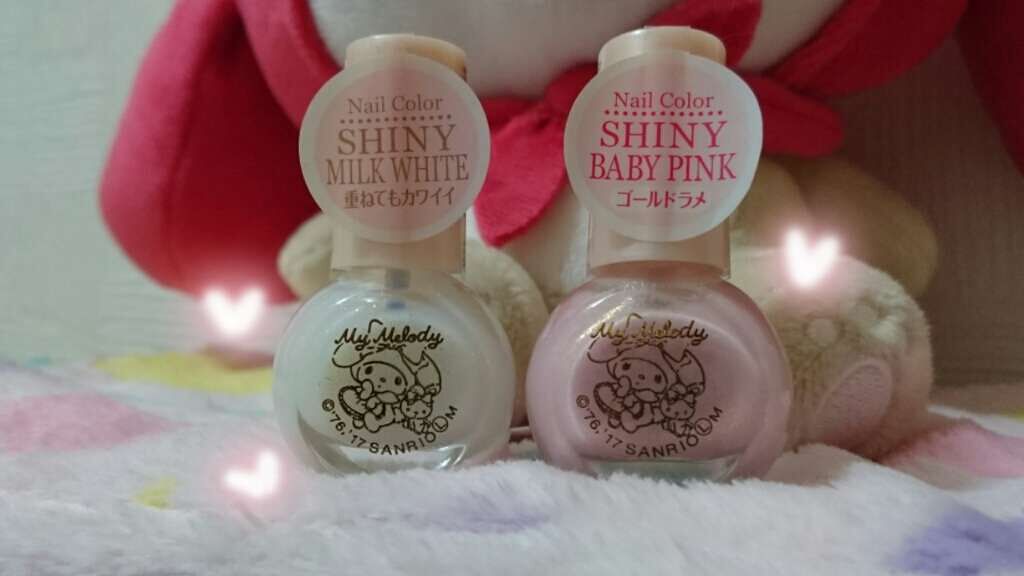 Nail Color
SHINY
MILK WHITE
重ねてもカワイイ
My Melody
©'76,'17 SANRIO Ⓛ M
Nail Color
SHINY
BABY PINK
ゴールドラメ
My Melody
©'76,'17 SANRIO Ⓛ M